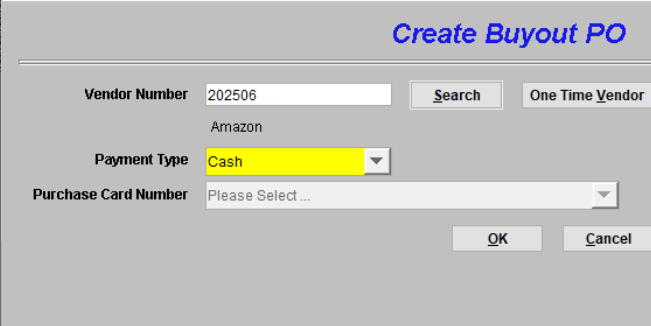 Create Buyout PO
Vendor Number 202506 Search One Time Vendor
Amazon
Payment Type Cash
Purchase Card Number Please Select ...
OK Cancel